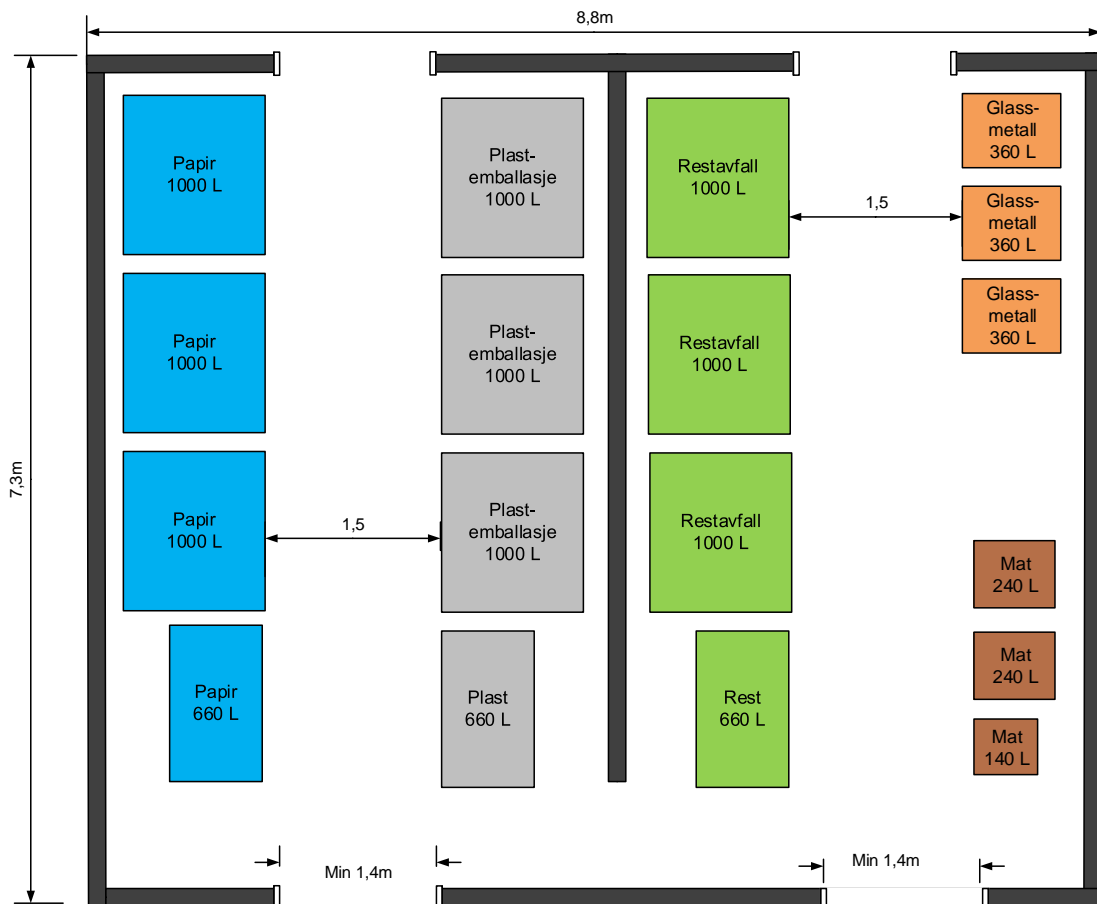 8,8m
7,3m
Papir
1000 L
Plast-
emballasje
1000 L
Restavfall
1000 L
Glass-
metall
360 L
1,5
Glass-
metall
360 L
Papir
1000 L
Plast-
emballasje
1000 L
Restavfall
1000 L
Glass-
metall
360 L
Papir
1000 L
1,5
Plast-
emballasje
1000 L
Restavfall
1000 L
Mat
240 L
Papir
660 L
Plast
660 L
Rest
660 L
Mat
240 L
Mat
140 L
Min 1,4m
Min 1,4m